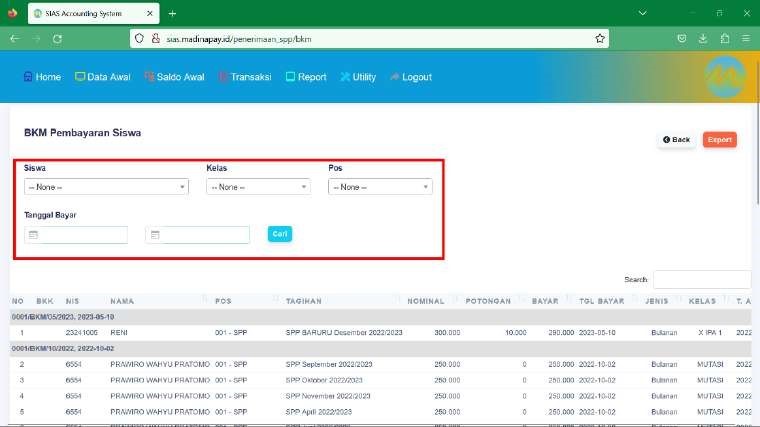 SIAS Accounting System
sias.madinapay.id/penerimaan_spp/bkm
Home Data Awal Saldo Awal Transaksi Report Utility Logout
BKM Pembayaran Siswa
Back Export
Siswa Kelas Pos
-- None -- -- None -- -- None --
Tanggal Bayar
Cari
Search:
NO BKK NIS NAMA POS TAGIHAN NOMINAL POTONGAN BAYAR TGL BAYAR JENIS KELAS T. A
0001/BKM/05/2023, 2023-05-10
1 23241005 RENI 001 - SPP SPP BARURU Desember 2022/2023 300.000 10.000 290.000 2023-05-10 Bulanan X IPA 1 2022
0001/BKM/10/2022, 2022-10-02
2 6554 PRAWIRO WAHYU PRATOMO 001 - SPP SPP September 2022/2023 250.000 0 250.000 2022-10-02 Bulanan MUTASI 2022
3 6554 PRAWIRO WAHYU PRATOMO 001 - SPP SPP Oktober 2022/2023 250.000 0 250.000 2022-10-02 Bulanan MUTASI 2022
4 6554 PRAWIRO WAHYU PRATOMO 001 - SPP SPP November 2022/2023 250.000 0 250.000 2022-10-02 Bulanan MUTASI 2022
5 6554 PRAWIRO WAHYU PRATOMO 001 - SPP SPP April 2022/2023 250.000 0 250.000 2022-10-02 Bulanan MUTASI 2022